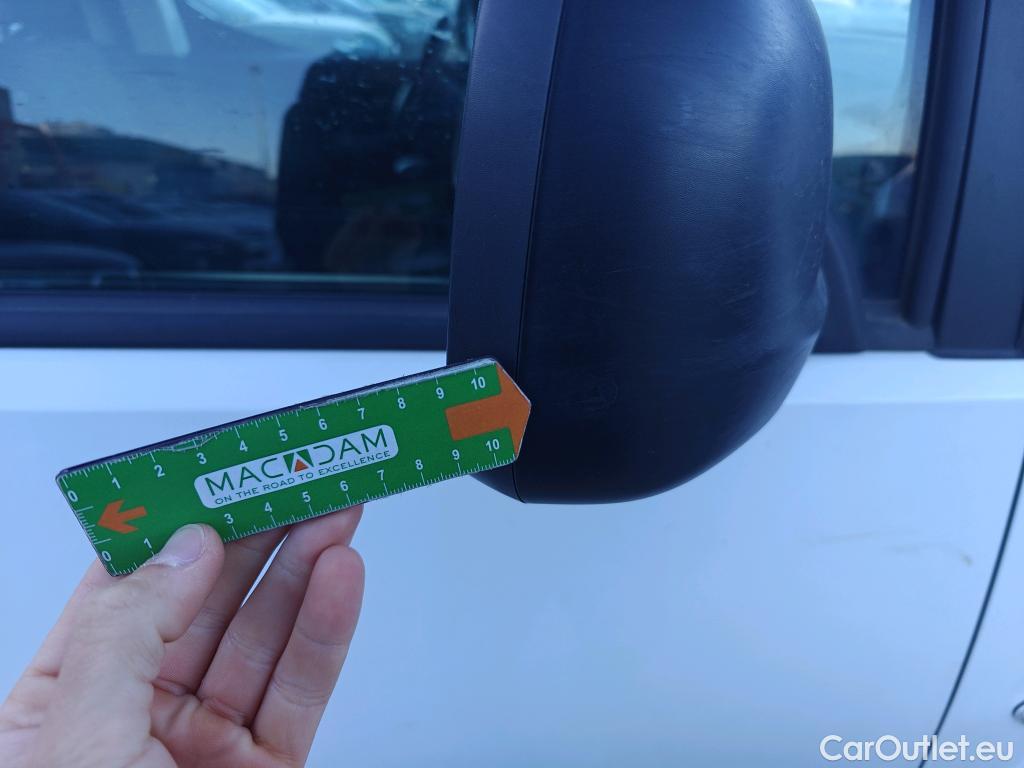 0 1 2 3 4 5 6 7 8 9 10
MACADAM
ON THE ROAD TO EXCELLENCE
0 1 3 4 5 6 7 8 9 10
CarOutlet.eu